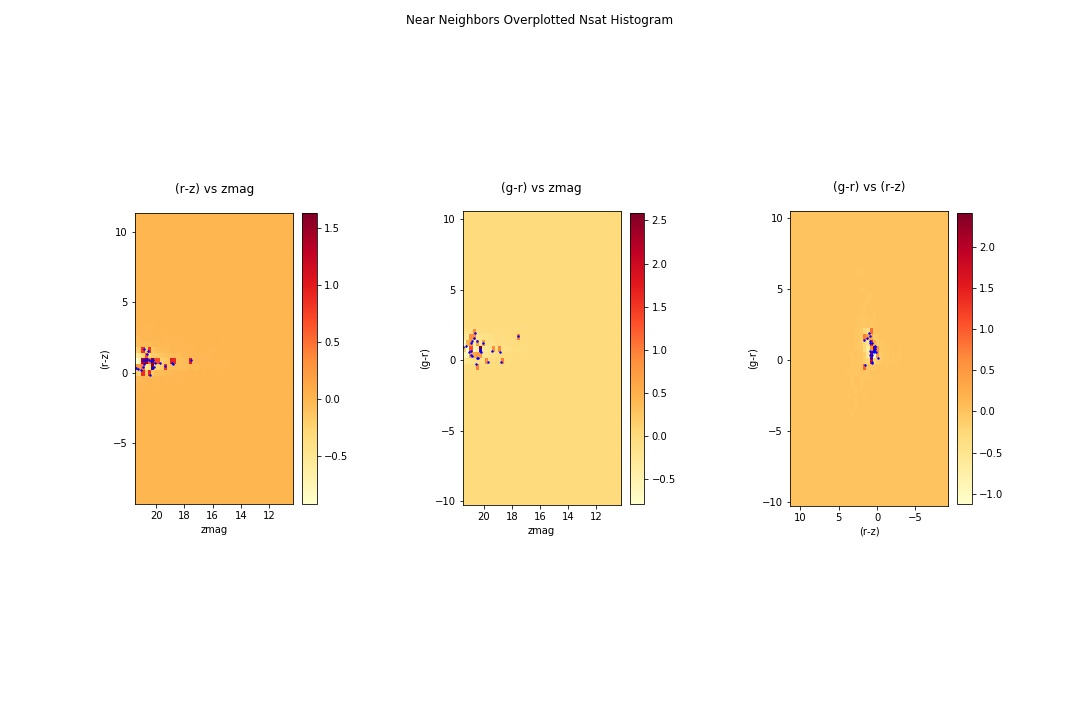 Near Neighbors Overplotted Nsat Histogram
(r-z) vs zmag
10
5
0
−5
(r-z)
20 18 16 14 12
zmag
1.5
1.0
0.5
0.0
−0.5
(g-r) vs zmag
10
5
0
−5
−10
(g-r)
20 18 16 14 12
zmag
2.5
2.0
1.5
1.0
0.5
0.0
−0.5
(g-r) vs (r-z)
10
5
0
−5
−10
(g-r)
10 5 0 −5
(r-z)
2.0
1.5
1.0
0.5
0.0
−0.5
−1.0